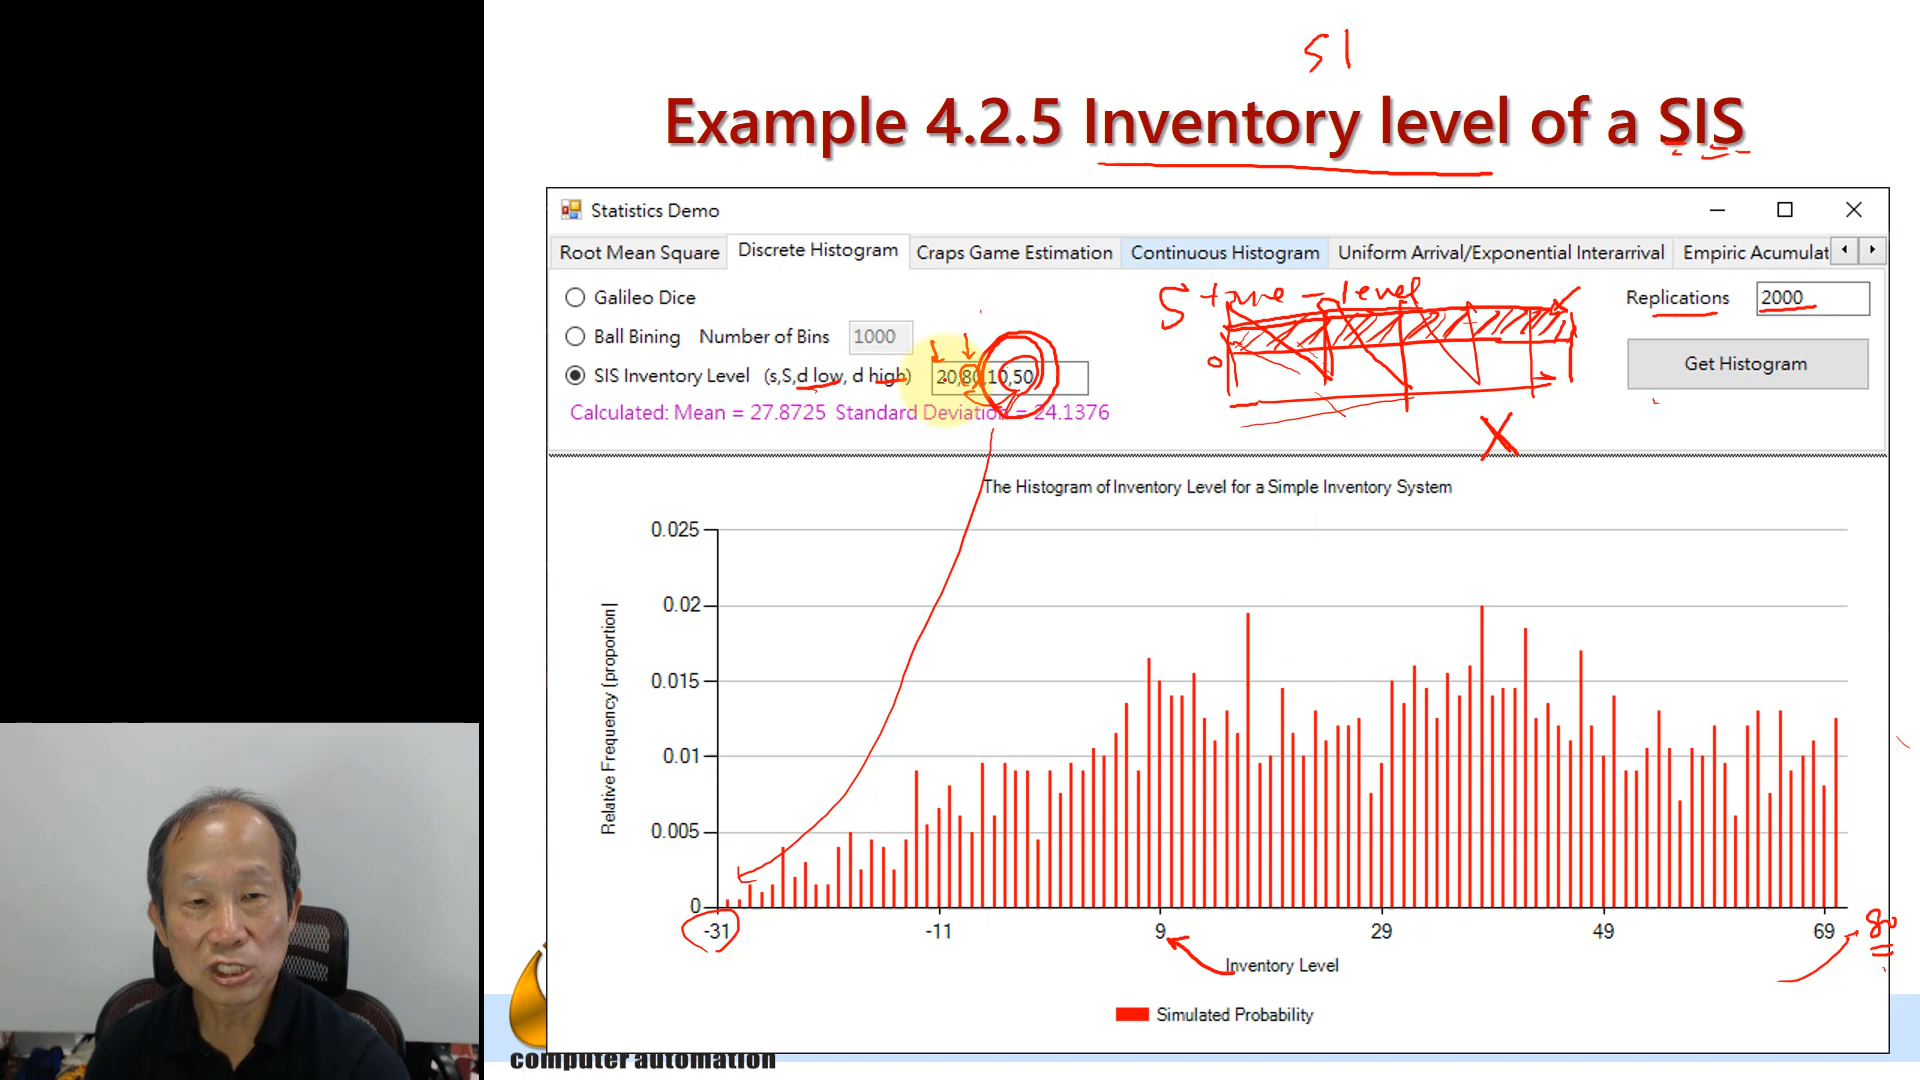 S1
Example 4.2.5 Inventory level of a SIS
Statistics Demo
Root Mean Square Discrete Histogram Craps Game Estimation Continuous Histogram Uniform Arrival/Exponential Interarrival Empiric Acumulat
Galileo Dice
S time - level
Replications 2000
Ball Bining Number of Bins 1000
0
Get Histogram
SIS Inventory Level (s,S,d low, d high) 20,80,10,50
Calculated: Mean = 27.8725 Standard Deviation = 24.1376
X
The Histogram of Inventory Level for a Simple Inventory System
0.025
0.02
0.015
0.01
0.005
0
Relative Frequency (proportion)
-31 -11 9 29 49 69 80
Inventory Level
Simulated Probability
computer automation